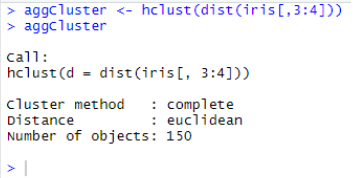 > aggCluster <- hclust(dist(iris[,3:4]))
> aggCluster
Call:
hclust(d = dist(iris[, 3:4]))
Cluster method   : complete
Distance         : euclidean
Number of objects: 150
>